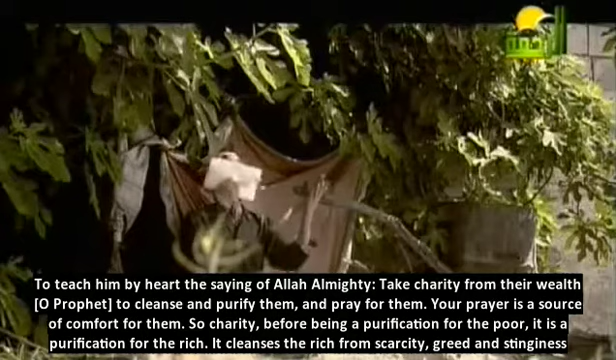 الرحمة
To teach him by heart the saying of Allah Almighty: Take charity from their wealth
[O Prophet] to cleanse and purify them, and pray for them. Your prayer is a source
of comfort for them. So charity, before being a purification for the poor, it is a
purification for the rich. It cleanses the rich from scarcity, greed and stinginess